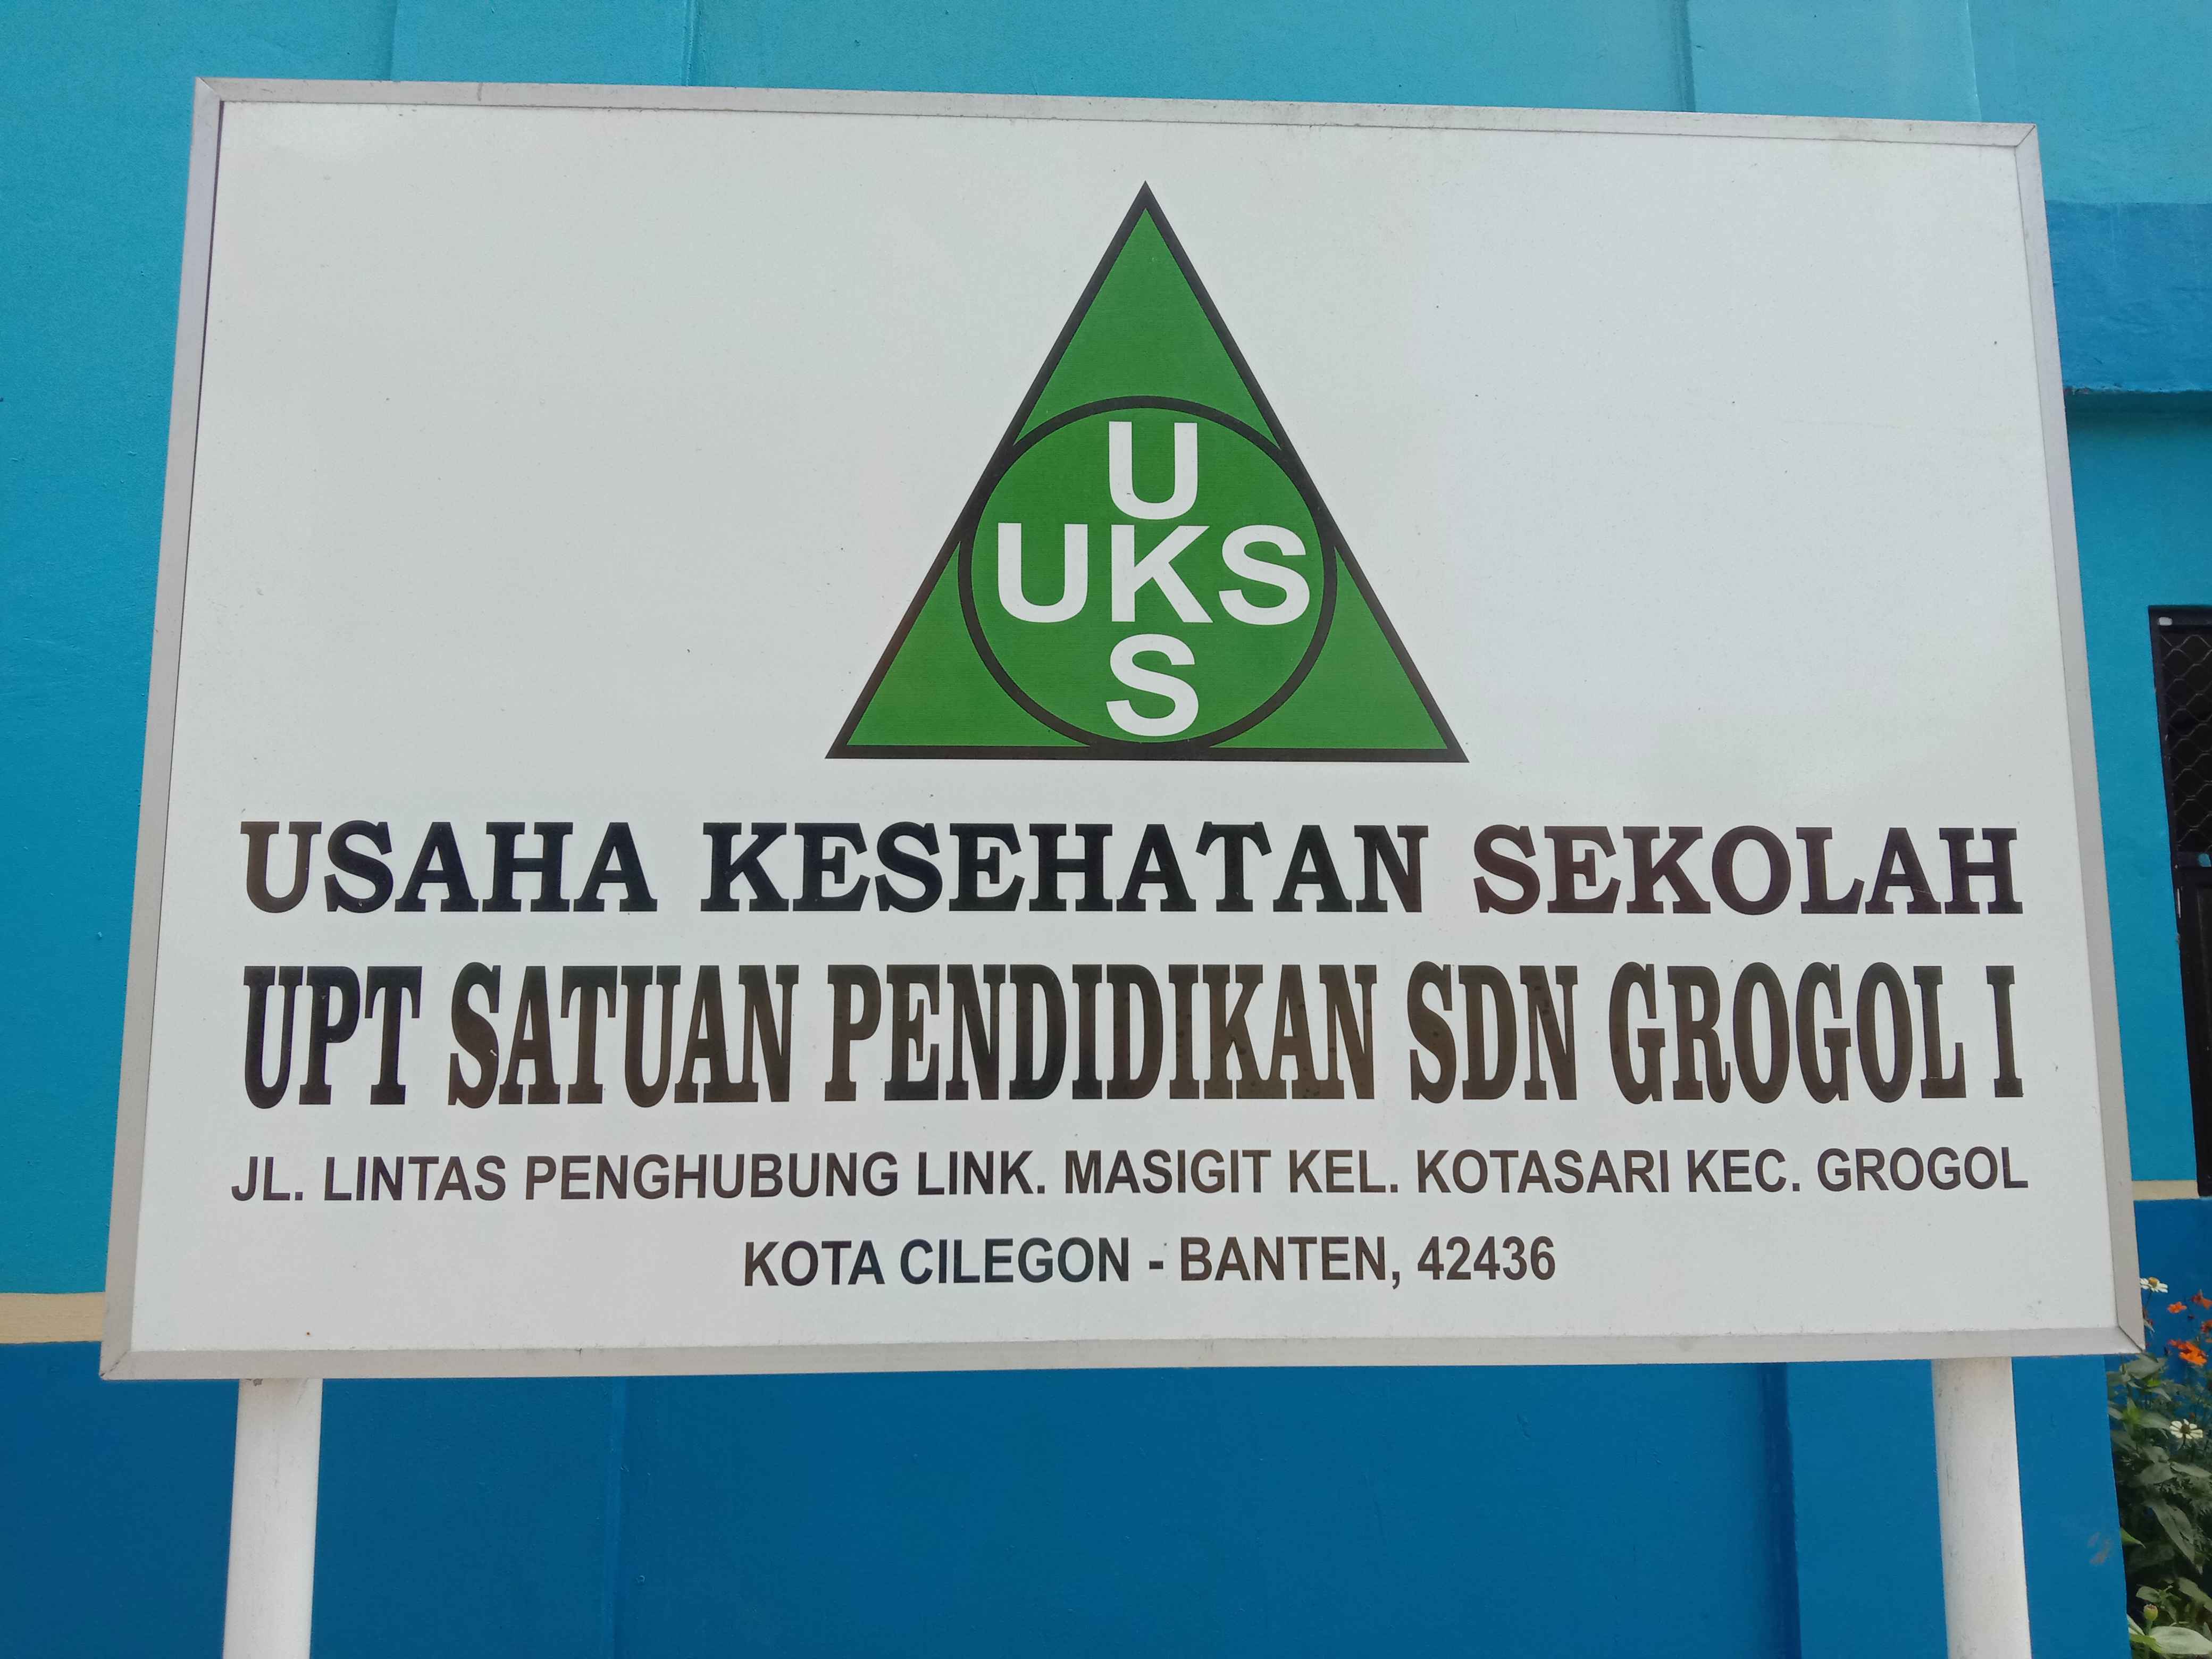 U
UKS
S
USAHA KESEHATAN SEKOLAH
UPT SATUAN PENDIDIKAN SDN GROGOL I
JL. LINTAS PENGHUBUNG LINK. MASIGIT KEL. KOTASARI KEC. GROGOL
KOTA CILEGON - BANTEN, 42436